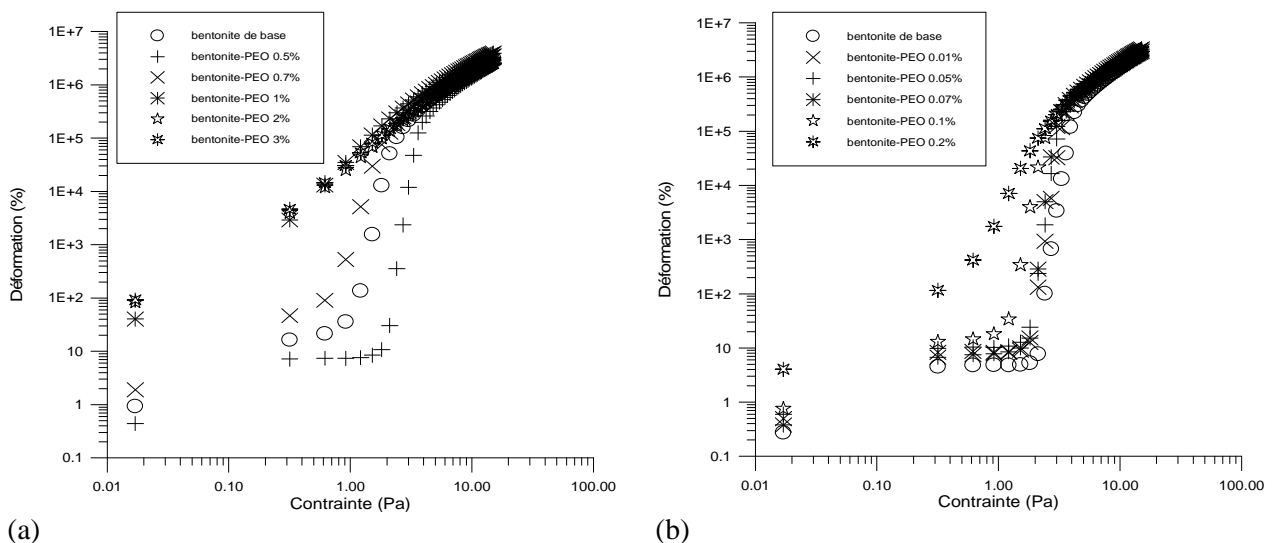 bentonite de base
bentonite-PEO 0.5%
bentonite-PEO 0.7%
bentonite-PEO 1%
bentonite-PEO 2%
bentonite-PEO 3%
1E+7
1E+6
1E+5
1E+4
1E+3
1E+2
10
1
0.1
Déformation (%)
0.01 0.10 1.00 10.00 100.00
Contrainte (Pa)
(a)
bentonite de base
bentonite-PEO 0.01%
bentonite-PEO 0.05%
bentonite-PEO 0.07%
bentonite-PEO 0.1%
bentonite-PEO 0.2%
1E+7
1E+6
1E+5
1E+4
1E+3
1E+2
10
1
0.1
Déformation (%)
0.01 0.10 1.00 10.00 100.00
Contrainte (Pa)
(b)